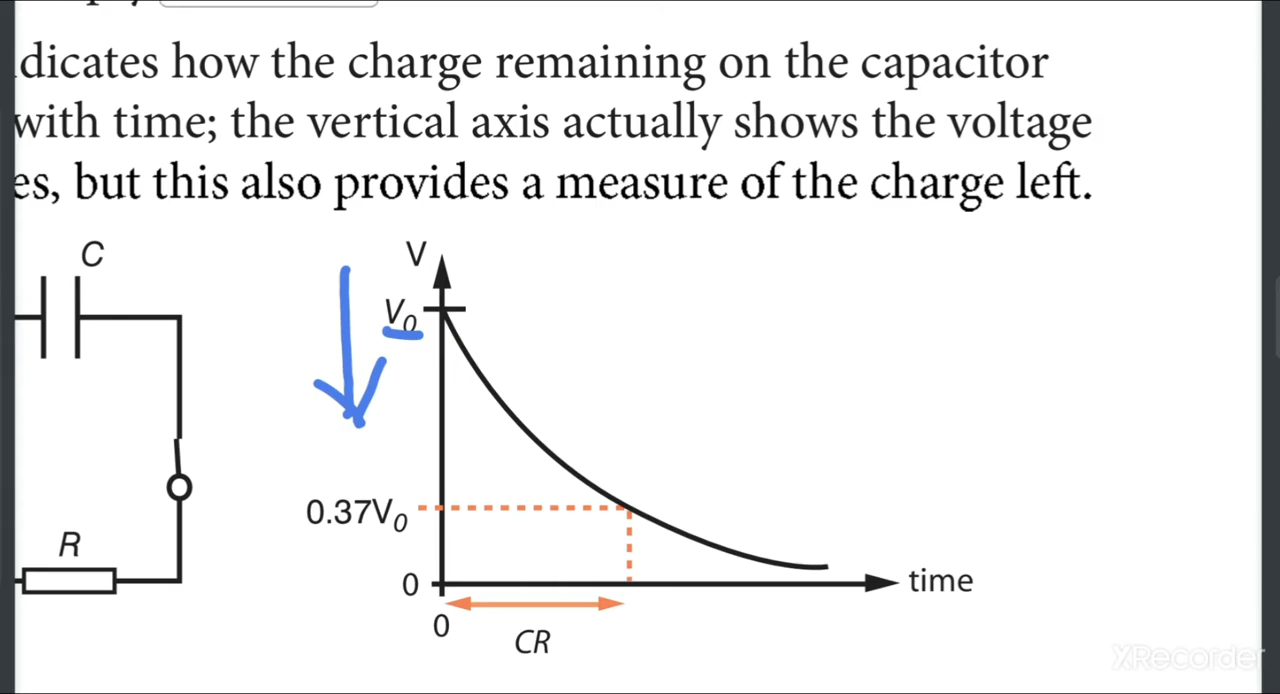 dicates how the charge remaining on the capacitor
with time; the vertical axis actually shows the voltage
es, but this also provides a measure of the charge left.
C
V
V0
0.37V0
R
0
time
0
CR
XRecorder